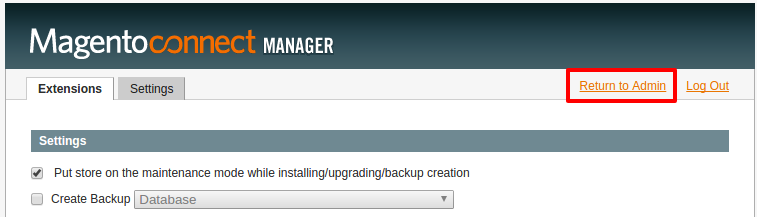 Magentoconnect MANAGER
Extensions Settings Return to Admin Log Out
Settings
Put store on the maintenance mode while installing/upgrading/backup creation
Create Backup Database